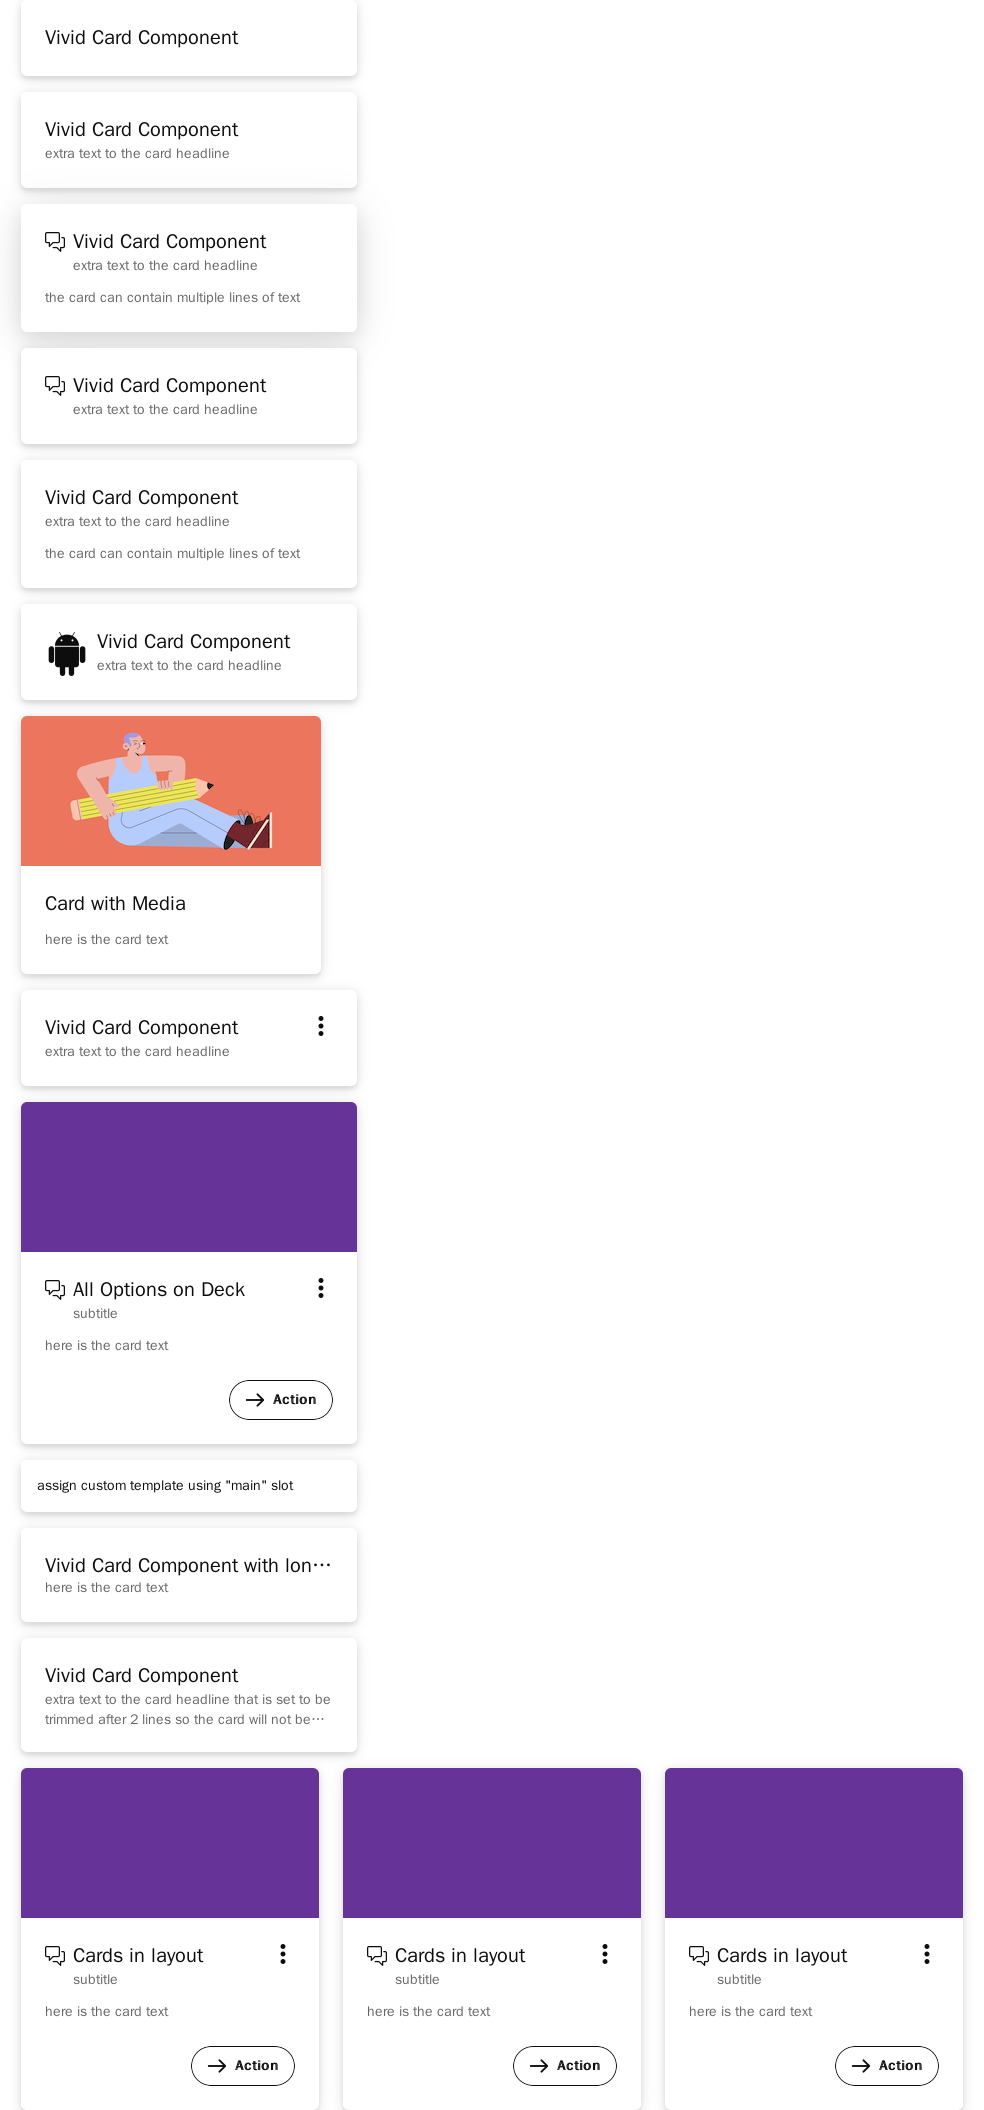 Vivid Card Component
Vivid Card Component
extra text to the card headline
Vivid Card Component
extra text to the card headline
the card can contain multiple lines of text
Vivid Card Component
extra text to the card headline
Vivid Card Component
extra text to the card headline
the card can contain multiple lines of text
Vivid Card Component
extra text to the card headline
Card with Media
here is the card text
Vivid Card Component
extra text to the card headline
All Options on Deck
subtitle
here is the card text
Action
assign custom template using "main" slot
Vivid Card Component with lon…
here is the card text
Vivid Card Component
extra text to the card headline that is set to be
trimmed after 2 lines so the card will not be…
Cards in layout
subtitle
here is the card text
Action
Cards in layout
subtitle
here is the card text
Action
Cards in layout
subtitle
here is the card text
Action